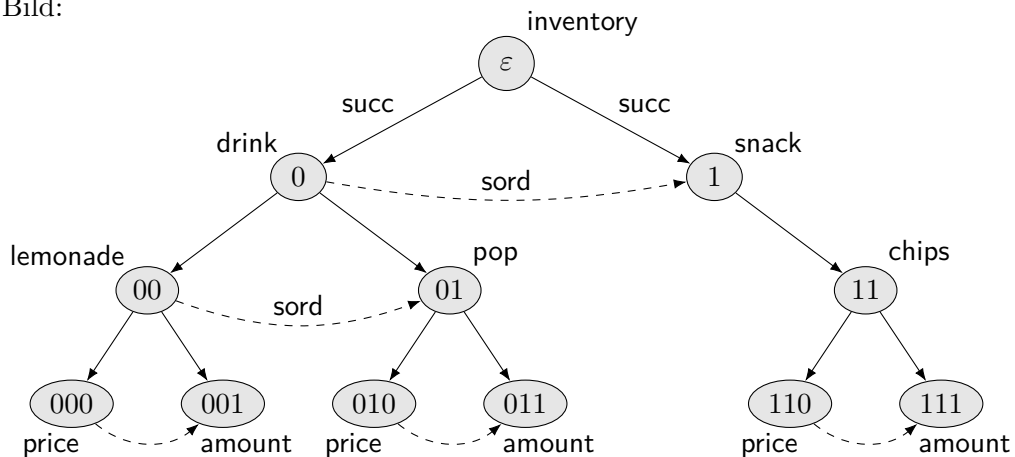 Bild:
inventory
ε
succ succ
drink snack
0 sord 1
lemonade pop chips
00 sord 01 11
000 001 010 011 110 111
price amount price amount price amount